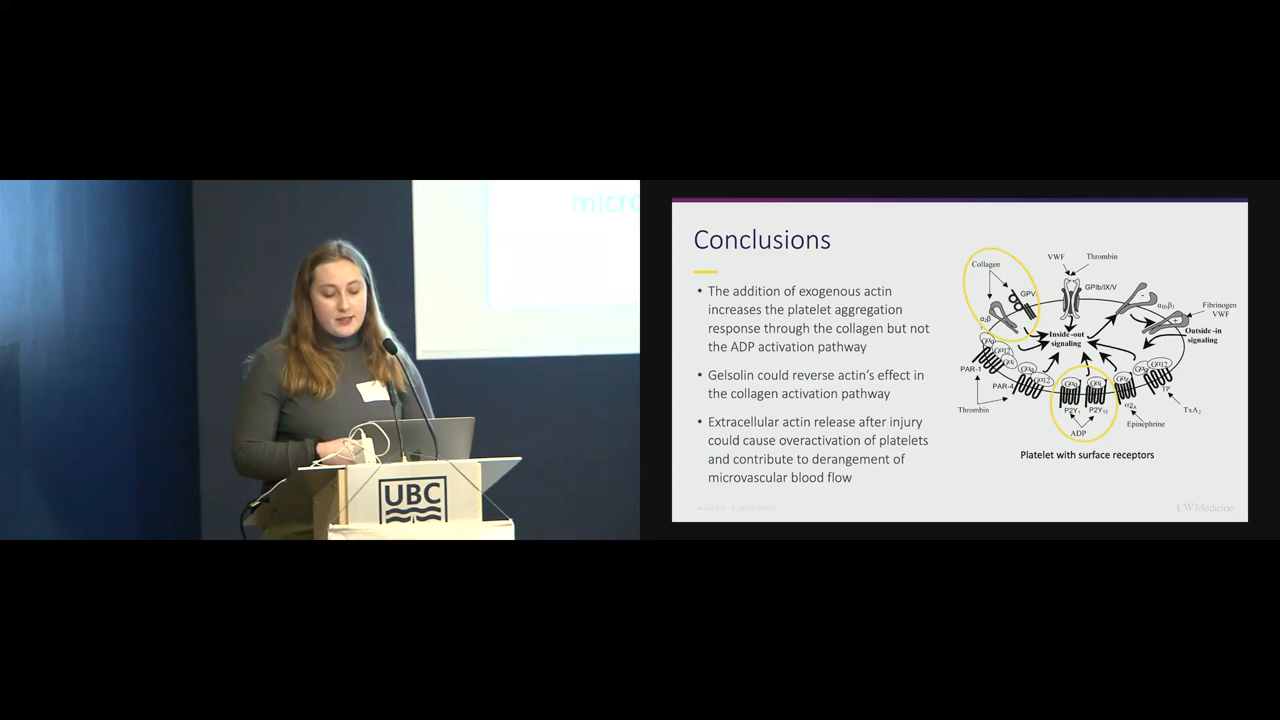 micro
UBC
Conclusions
• The addition of exogenous actin
increases the platelet aggregation
response through the collagen but not
the ADP activation pathway
• Gelsolin could reverse actin's effect in
the collagen activation pathway
• Extracellular actin release after injury
could cause overactivation of platelets
and contribute to derangement of
microvascular blood flow
Collagen
VWF
Thrombin
GPV
GPIb/IX/V
α₂β
Fibrinogen
VWF
Inside-out
signaling
Outside-in
signaling
PAR-1
PAR-4
Thrombin
P2Y₁
P2Y₁₂
ADP
α₂ₐ
Epinephrine
TP
TxA₂
Platelet with surface receptors
UW Medicine